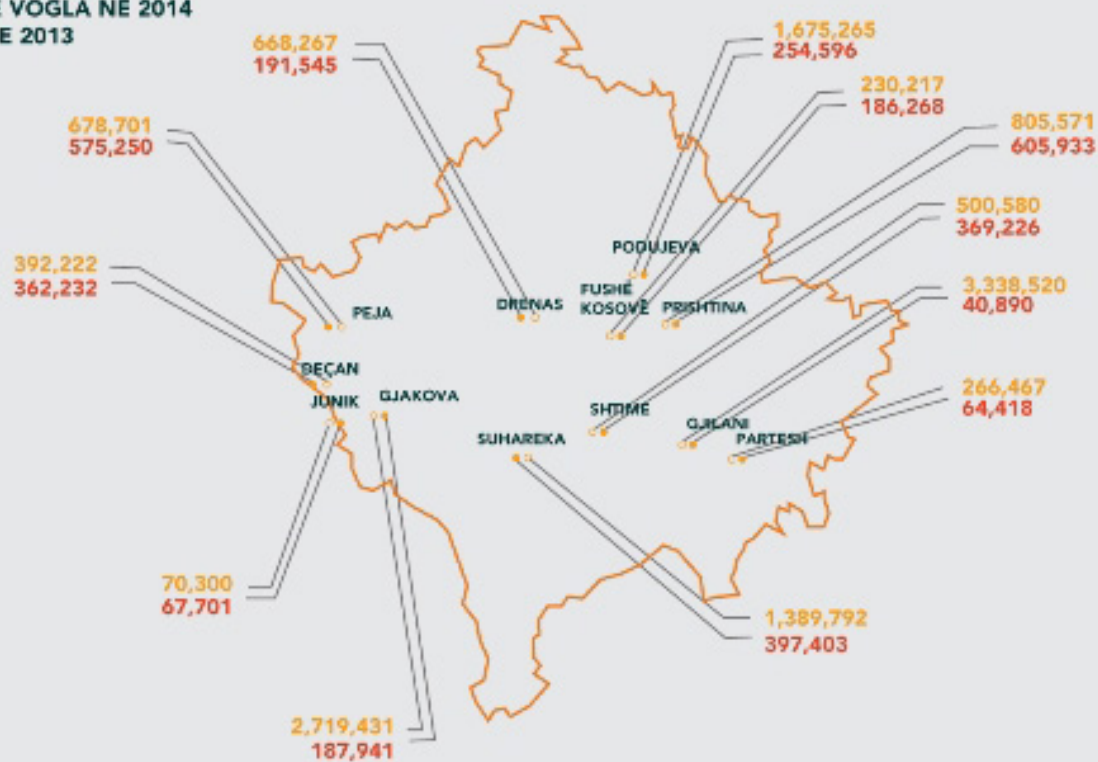 E VOGLA NË 2014
E 2013
668,267
191,545
1,675,265
254,596
230,217
186,268
678,701
575,250
805,571
605,933
500,580
369,226
392,222
362,232
3,338,520
40,890
PODUJEVA
FUSHË
KOSOVË
DRENAS
PRISHTINA
PEJA
DEÇAN
JUNIK
GJAKOVA
SHTIME
GJILANI
PARTESH
SUHAREKA
266,467
64,418
70,300
67,701
1,389,792
397,403
2,719,431
187,941